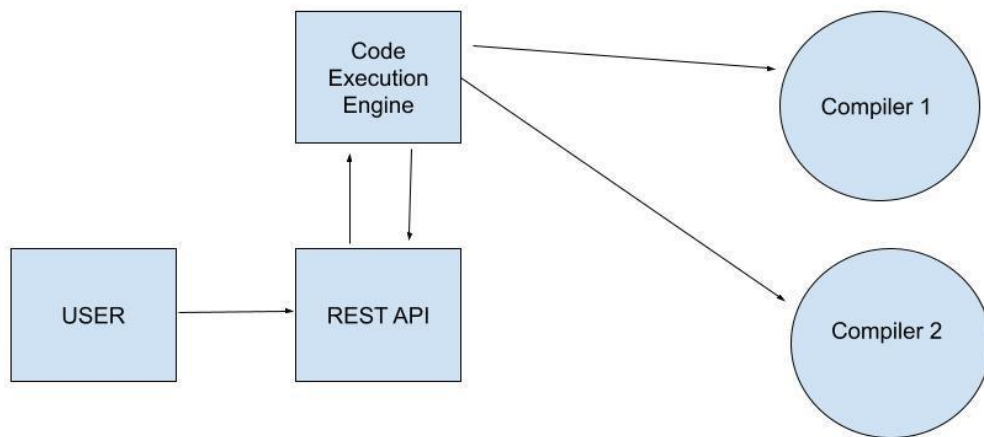 Code
Execution
Engine
Compiler 1
USER
REST API
Compiler 2